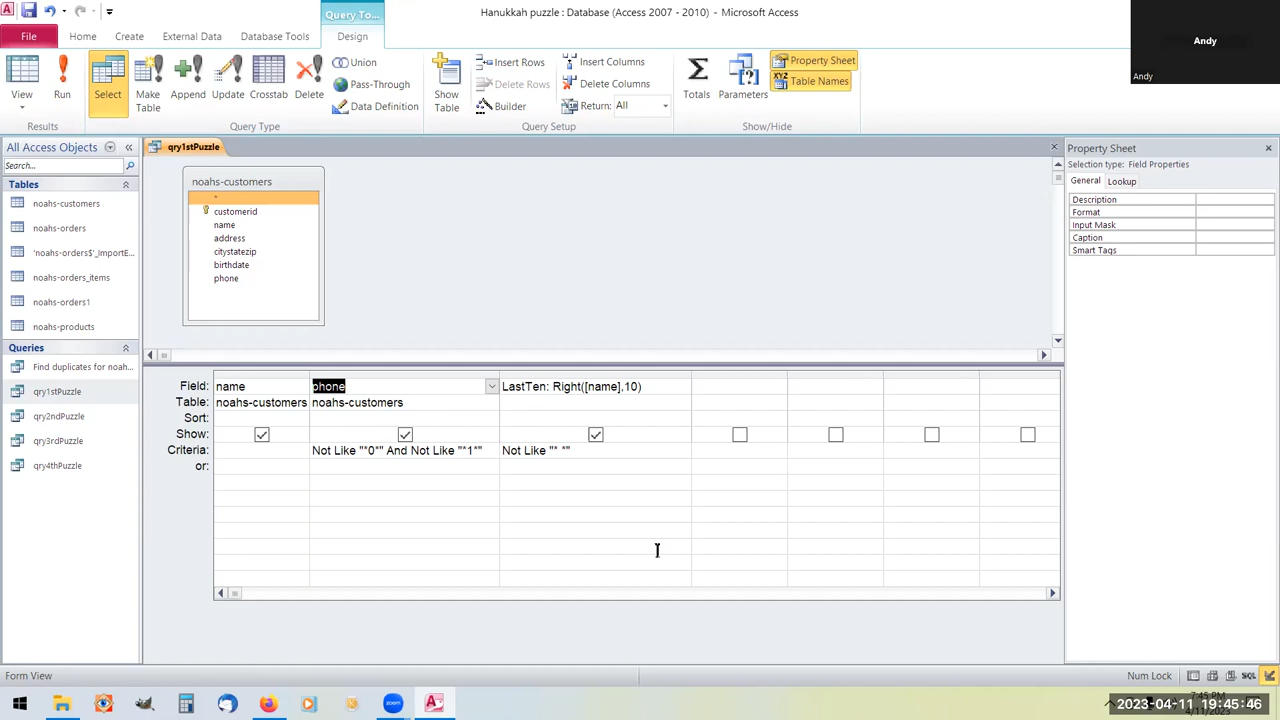 Query To...
Hanukkah puzzle : Database (Access 2007 - 2010) - Microsoft Access
File
Home
Create
External Data
Database Tools
Design
Andy
Andy
View
Run
Select
Make Table
Append
Update
Crosstab
Delete
Union
Pass-Through
Data Definition
Show Table
Insert Rows
Delete Rows
Builder
Insert Columns
Delete Columns
Return: All
Totals
Parameters
Property Sheet
Table Names
Results
Query Type
Query Setup
Show/Hide
All Access Objects
Search...
Tables
noahs-customers
noahs-orders
'noahs-orders$'_ImportE...
noahs-orders_items
noahs-orders1
noahs-products
Queries
Find duplicates for noah...
qry1stPuzzle
qry2ndPuzzle
qry3rdPuzzle
qry4thPuzzle
qry1stPuzzle
noahs-customers
*
customerid
name
address
citystatezip
birthdate
phone
Field: name phone LastTen: Right([name],10)
Table: noahs-customers noahs-customers
Sort:
Show:
Criteria: Not Like "*0*" And Not Like "*1*" Not Like "* *"
or:
Property Sheet
Selection type: Field Properties
General Lookup
Description
Format
Input Mask
Caption
Smart Tags
Form View
Num Lock
SQL
zoom
2023-04-11, 19:45:46